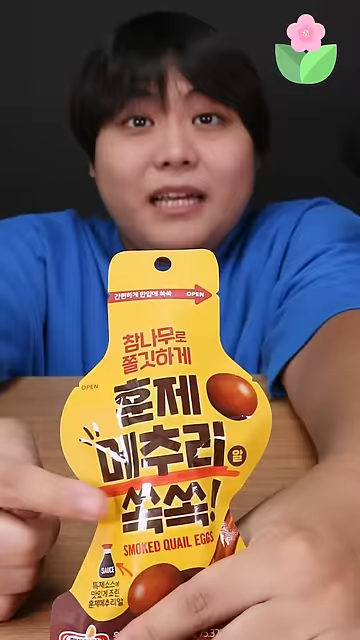 간편하게 한입에 쏙쏙 OPEN
참나무로
쫄깃하게
OPEN
훈제
메추리알
쏙쏙!
SMOKED QUAIL EGGS
SAUCE
특제소스에
맛있게 조린
훈제메추리알